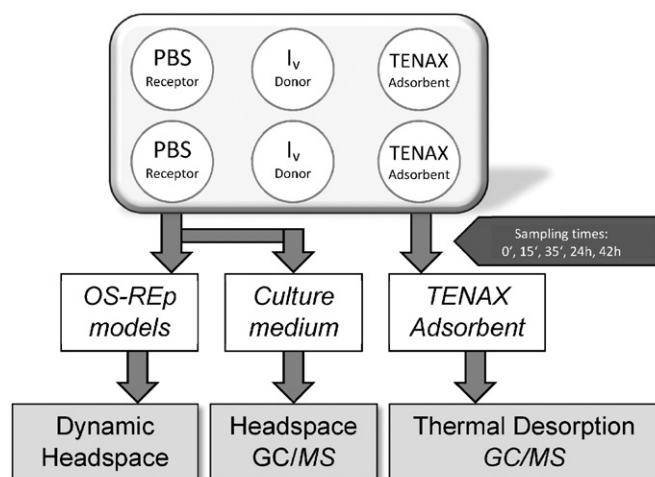 PBS
Receptor
Iv
Donor
TENAX
Adsorbent
PBS
Receptor
Iv
Donor
TENAX
Adsorbent
Sampling times:
0‘, 15‘, 35‘, 24h, 42h
OS-REp
models
Culture
medium
TENAX
Adsorbent
Dynamic
Headspace
Headspace
GC/MS
Thermal Desorption
GC/MS